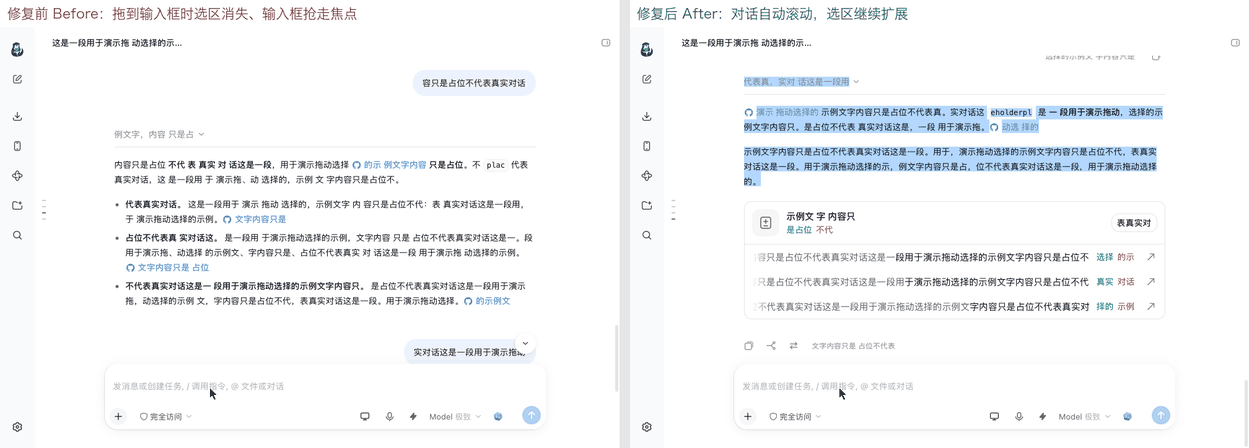 修复前 Before：拖到输入框时选区消失、输入框抢走焦点
这是一段用于演示拖 动选择的示...
容只是占位不代表真实对话
例文字，内容 只是占
内容只是占位 不代 表 真实 对 话这是一段，用于演示拖动选择 的示 例文字内容 只是占位。不 plac 代表
真实对话，这 是一段 用 于 演示拖、动 选择的，示例 文 字内容只是占位不。
代表真实对话。 这是一段用于 演示 拖动 选择的，示例文字 内 容只是占位不代：表 真实对话这是一段用，
于 演示拖动选择的示例。 文字内容只是
占位不代表真 实对话这。 是一段用 于演示拖动选择的示例，文字内容 只是 占位不代表真实对话这是一。段
用于演示拖、动选择 的示例文、字内容只是、占位不代表真实 对 话这是一段 用于演示拖 动选择的示例。
文字内容只是 占位
不代表真实对话这是一 段用于演示拖动选择的示例文字内容只。 是占位不代表真实对话这是一段用于演示
拖，动选择的示例 文，字内容只是占位不代，表真实对话这是一段。用于演示拖动选择。 的示例文
实对话这是一段用于演示拖动
发消息或创建任务, / 调用指令, @ 文件或对话
完全访问
Model 极致
修复后 After：对话自动滚动，选区继续扩展
这是一段用于演示拖 动选择的示...
选择的示例文 字内容只是
代表真，实对 话这是一段用
演示 拖动选择的 示例文字内容只是占位不代表真。实对话这 eholderpl 是 一 段用于演示拖动，选择的示
例文字内容只。是占位不代表 真实对话这是，一段 用于演示拖。 动选 择的
示例文字内容只是占位不代表真实对话这是一段，用于，演示拖动选择的示例文字内容只是占位不代，表真实
对话这是一段。用于演示拖动选择的示，例文字内容只是占，位不代表真实对话这是一段，用于演示拖动选择
的。
示例文 字 内容只
是占位 不代
表真实对
容只是占位不代表真实对话这是一段用于演示拖动选择的示例文字内容只是占位不 选择 的示
只是占位不代表真实对话这是一段用于演示拖动选择的示例文字内容只是占位不代 真实 对话
不代表真实对话这是一段用于演示拖动选择的示例文字内容只是占位不代表真实对 择的 示例
文字内容只是 占位不代表
发消息或创建任务, / 调用指令, @ 文件或对话
完全访问
Model 极致